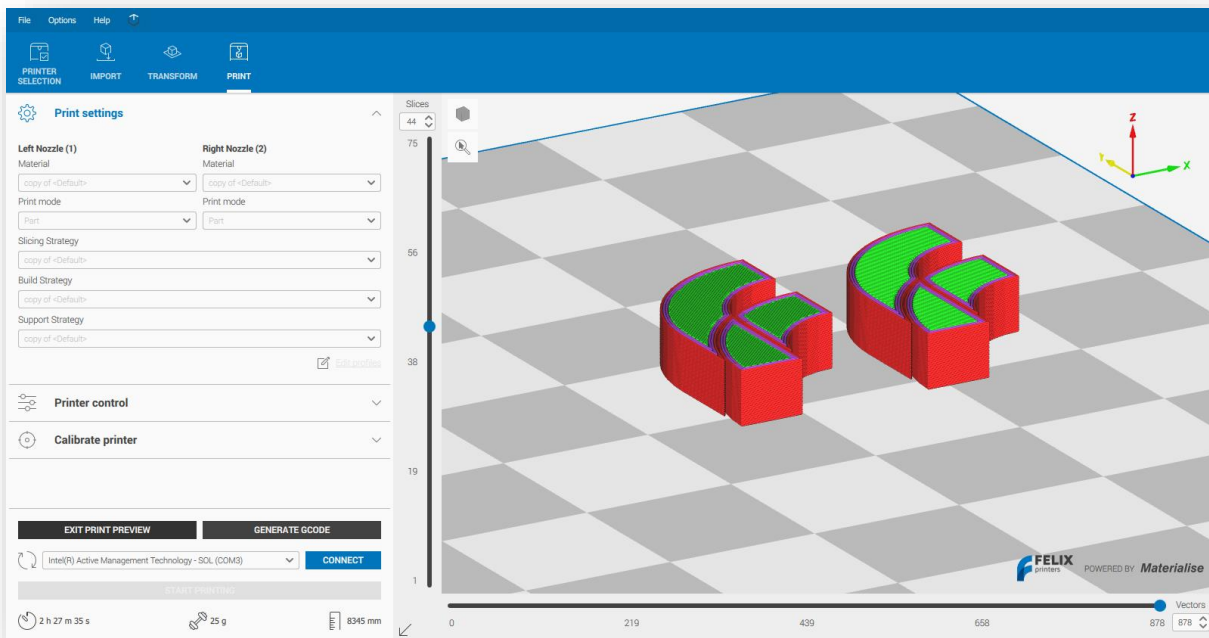 File Options Help
PRINTER SELECTION
IMPORT
TRANSFORM
PRINT
Print settings
Left Nozzle (1) Right Nozzle (2)
Material Material
copy of <Default> copy of <Default>
Print mode Print mode
Part Part
Slicing Strategy
copy of <Default>
Build Strategy
copy of <Default>
Support Strategy
copy of <Default>
Edit profiles
Printer control
Calibrate printer
EXIT PRINT PREVIEW GENERATE GCODE
Intel(R) Active Management Technology - SOL (COM3) CONNECT
START PRINTING
2 h 27 m 35 s 25 g 8345 mm
Slices
44
75
56
38
19
1
Z
Y
X
FELIX
printers
POWERED BY Materialise
Vectors
0 219 439 658 878 878